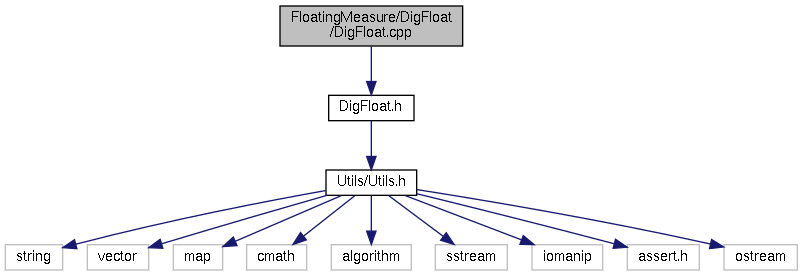 FloatingMeasure/DigFloat
/DigFloat.cpp
DigFloat.h
Utils/Utils.h
string
vector
map
cmath
algorithm
sstream
iomanip
assert.h
ostream